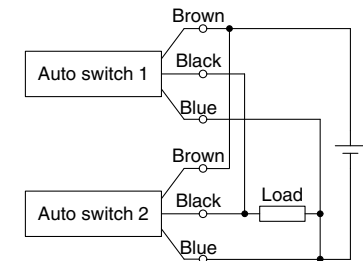 Brown
Auto switch 1
Black
Blue
Brown
Auto switch 2
Black
Load
Blue